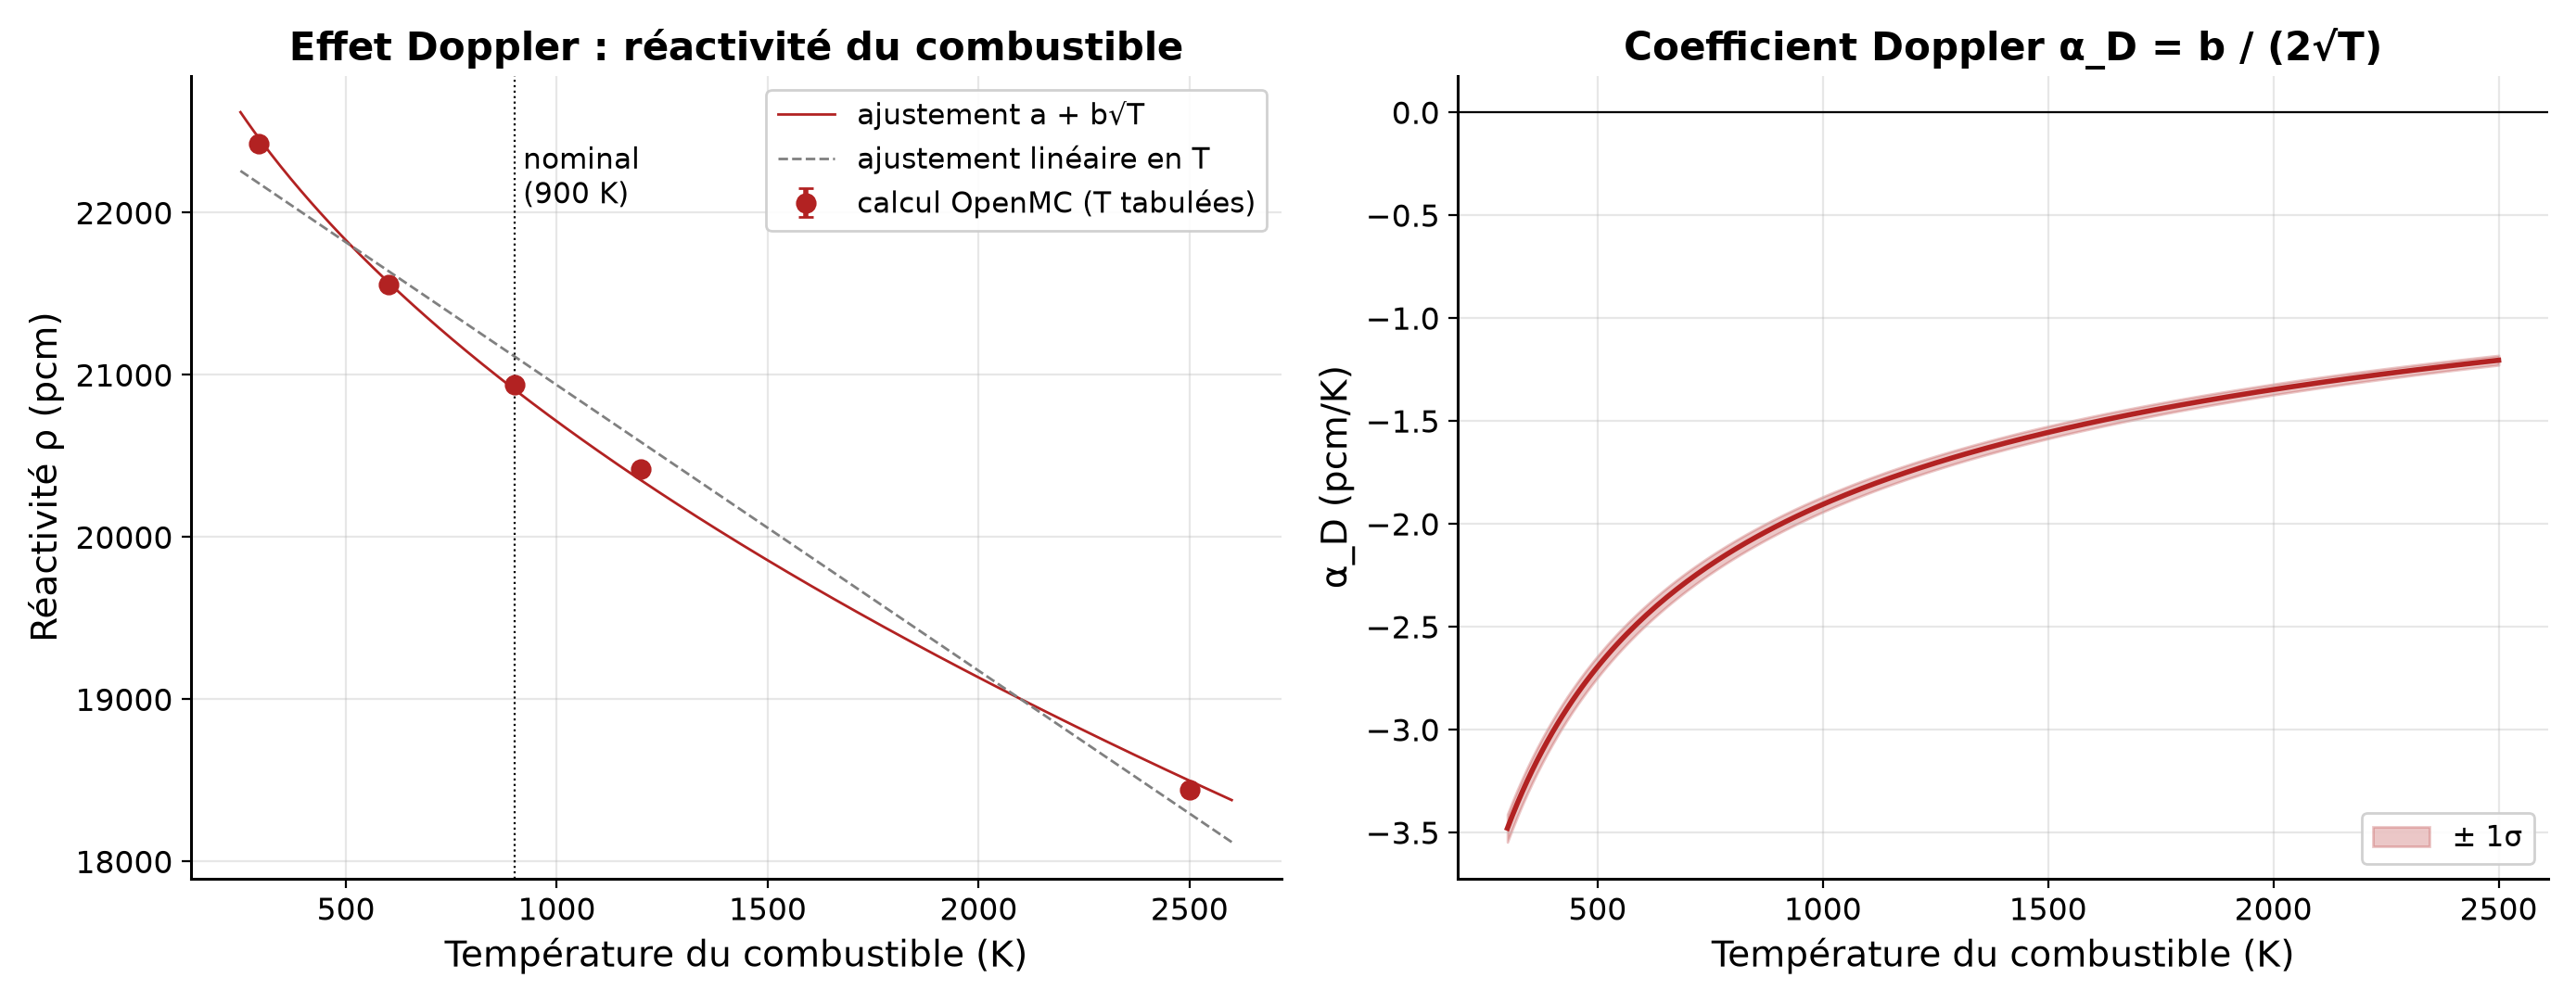 Effet Doppler : réactivité du combustible
ajustement a + b√T
ajustement linéaire en T
calcul OpenMC (T tabulées)
nominal
(900 K)
Réactivité ρ (pcm)
22000
21000
20000
19000
18000
500
1000
1500
2000
2500
Température du combustible (K)
Coefficient Doppler α_D = b / (2√T)
α_D (pcm/K)
0.0
−0.5
−1.0
−1.5
−2.0
−2.5
−3.0
−3.5
± 1σ
500
1000
1500
2000
2500
Température du combustible (K)